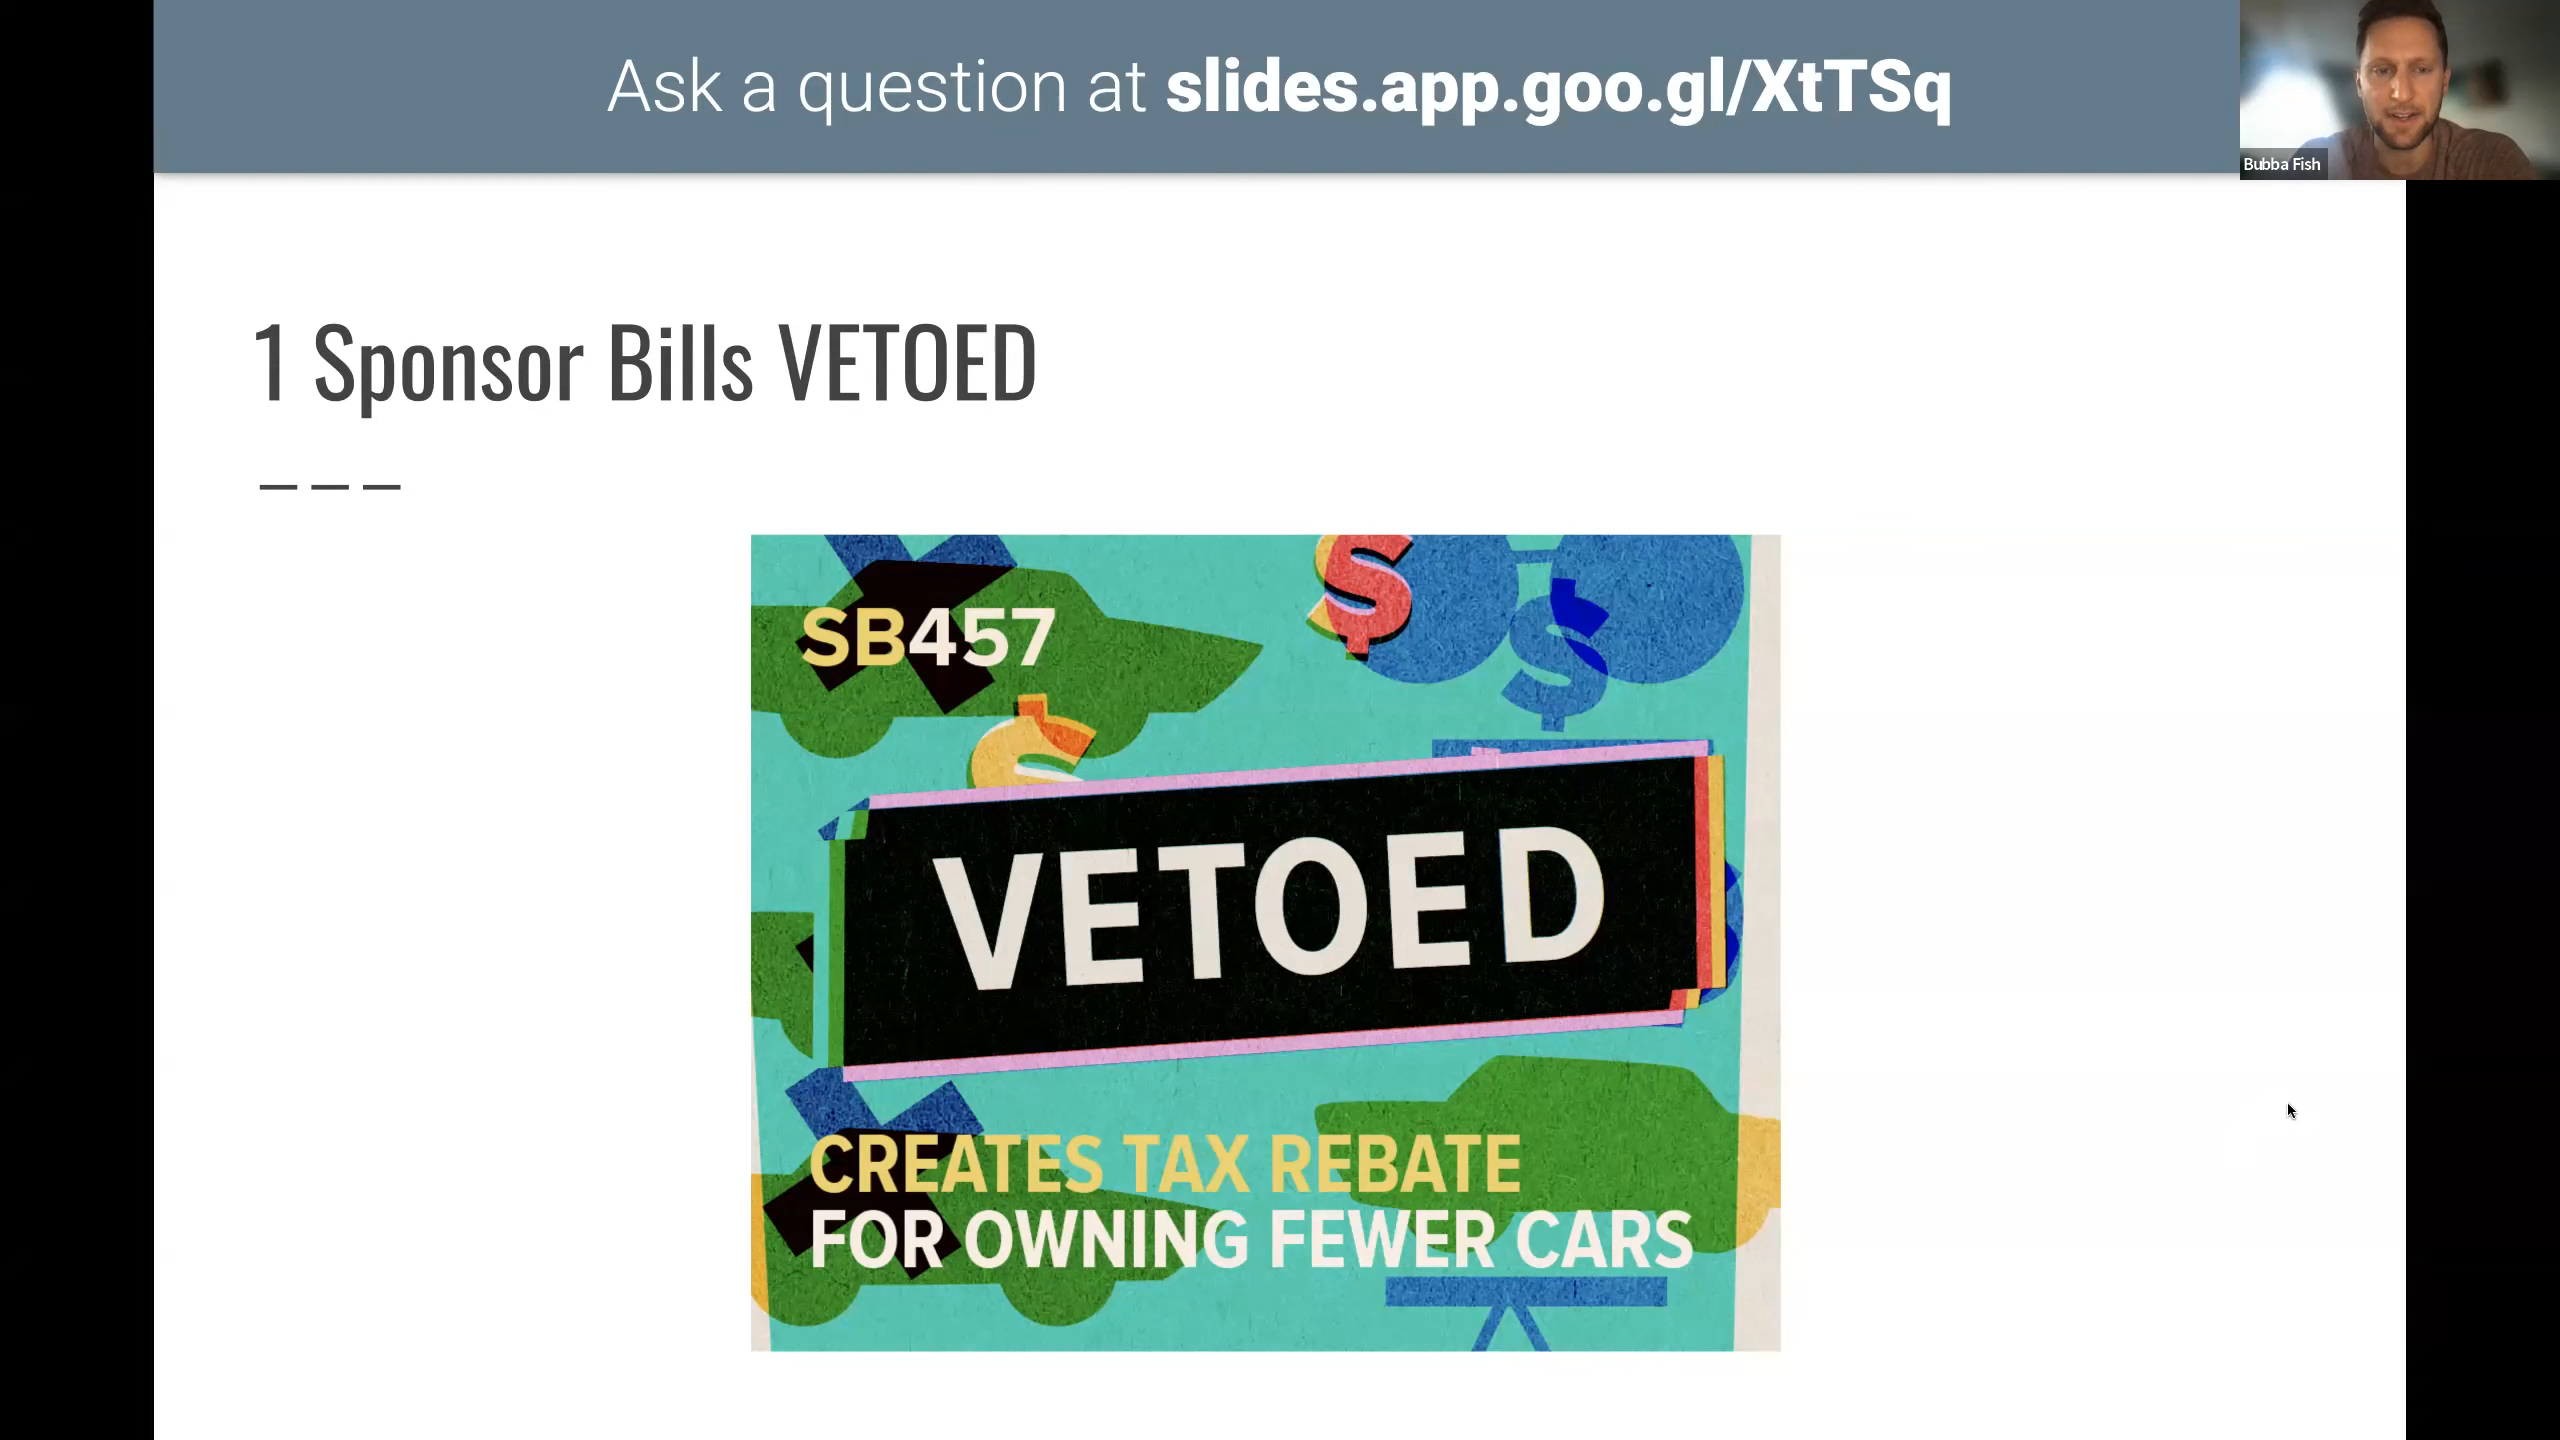 Ask a question at slides.app.goo.gl/XtTSq
Bubba Fish
1 Sponsor Bills VETOED
SB457
VETOED
CREATES TAX REBATE
FOR OWNING FEWER CARS